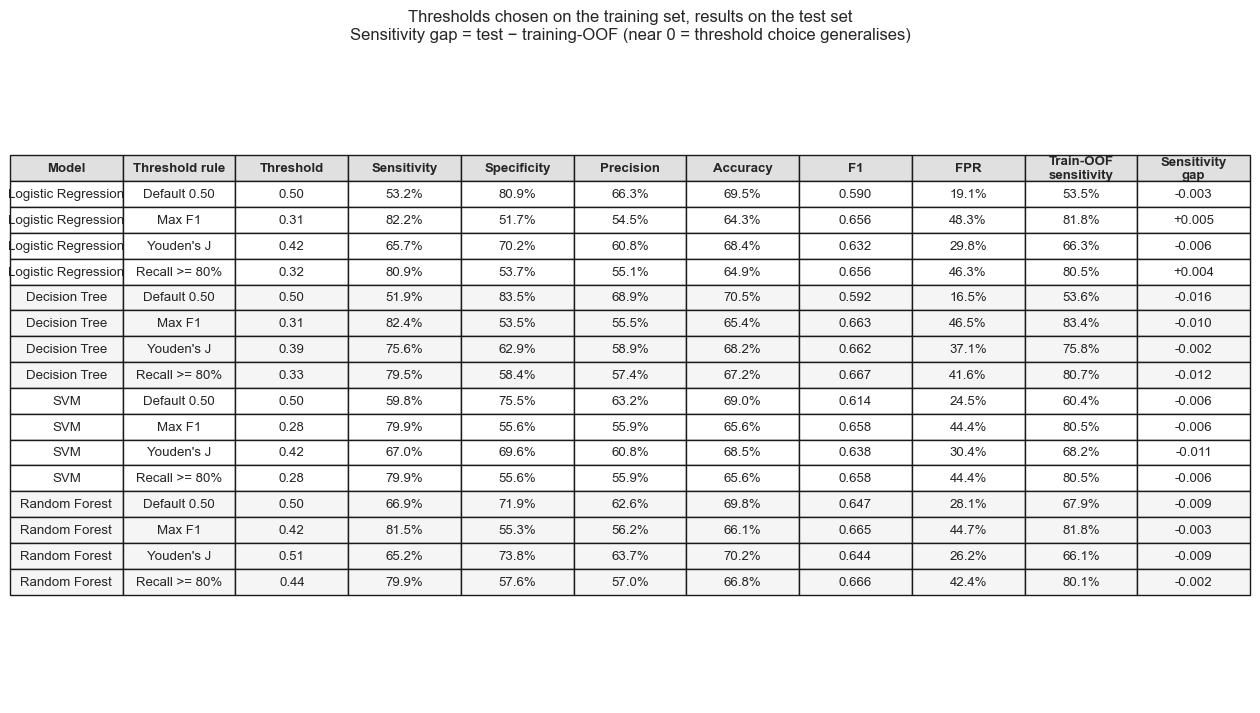 Thresholds chosen on the training set, results on the test set
Sensitivity gap = test − training-OOF (near 0 = threshold choice generalises)
Model Threshold rule Threshold Sensitivity Specificity Precision Accuracy F1 FPR Train-OOF sensitivity Sensitivity gap
Logistic Regression Default 0.50 0.50 53.2% 80.9% 66.3% 69.5% 0.590 19.1% 53.5% -0.003
Logistic Regression Max F1 0.31 82.2% 51.7% 54.5% 64.3% 0.656 48.3% 81.8% +0.005
Logistic Regression Youden's J 0.42 65.7% 70.2% 60.8% 68.4% 0.632 29.8% 66.3% -0.006
Logistic Regression Recall >= 80% 0.32 80.9% 53.7% 55.1% 64.9% 0.656 46.3% 80.5% +0.004
Decision Tree Default 0.50 0.50 51.9% 83.5% 68.9% 70.5% 0.592 16.5% 53.6% -0.016
Decision Tree Max F1 0.31 82.4% 53.5% 55.5% 65.4% 0.663 46.5% 83.4% -0.010
Decision Tree Youden's J 0.39 75.6% 62.9% 58.9% 68.2% 0.662 37.1% 75.8% -0.002
Decision Tree Recall >= 80% 0.33 79.5% 58.4% 57.4% 67.2% 0.667 41.6% 80.7% -0.012
SVM Default 0.50 0.50 59.8% 75.5% 63.2% 69.0% 0.614 24.5% 60.4% -0.006
SVM Max F1 0.28 79.9% 55.6% 55.9% 65.6% 0.658 44.4% 80.5% -0.006
SVM Youden's J 0.42 67.0% 69.6% 60.8% 68.5% 0.638 30.4% 68.2% -0.011
SVM Recall >= 80% 0.28 79.9% 55.6% 55.9% 65.6% 0.658 44.4% 80.5% -0.006
Random Forest Default 0.50 0.50 66.9% 71.9% 62.6% 69.8% 0.647 28.1% 67.9% -0.009
Random Forest Max F1 0.42 81.5% 55.3% 56.2% 66.1% 0.665 44.7% 81.8% -0.003
Random Forest Youden's J 0.51 65.2% 73.8% 63.7% 70.2% 0.644 26.2% 66.1% -0.009
Random Forest Recall >= 80% 0.44 79.9% 57.6% 57.0% 66.8% 0.666 42.4% 80.1% -0.002